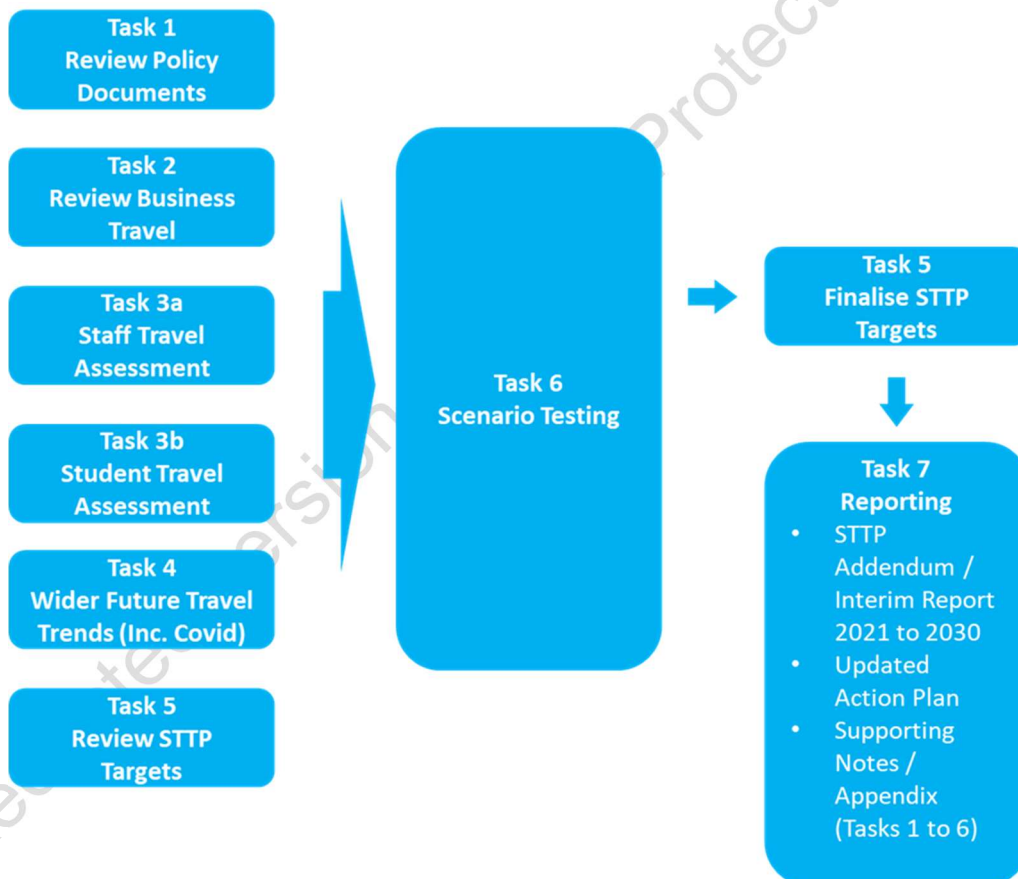 Task 1
Review Policy
Documents
Task 2
Review Business
Travel
Task 3a
Staff Travel
Assessment
Task 3b
Student Travel
Assessment
Task 4
Wider Future Travel
Trends (Inc. Covid)
Task 5
Review STTP
Targets
Task 6
Scenario Testing
Task 5
Finalise STTP
Targets
Task 7
Reporting
• STTP
Addendum /
Interim Report
2021 to 2030
• Updated
Action Plan
• Supporting
Notes /
Appendix
(Tasks 1 to 6)